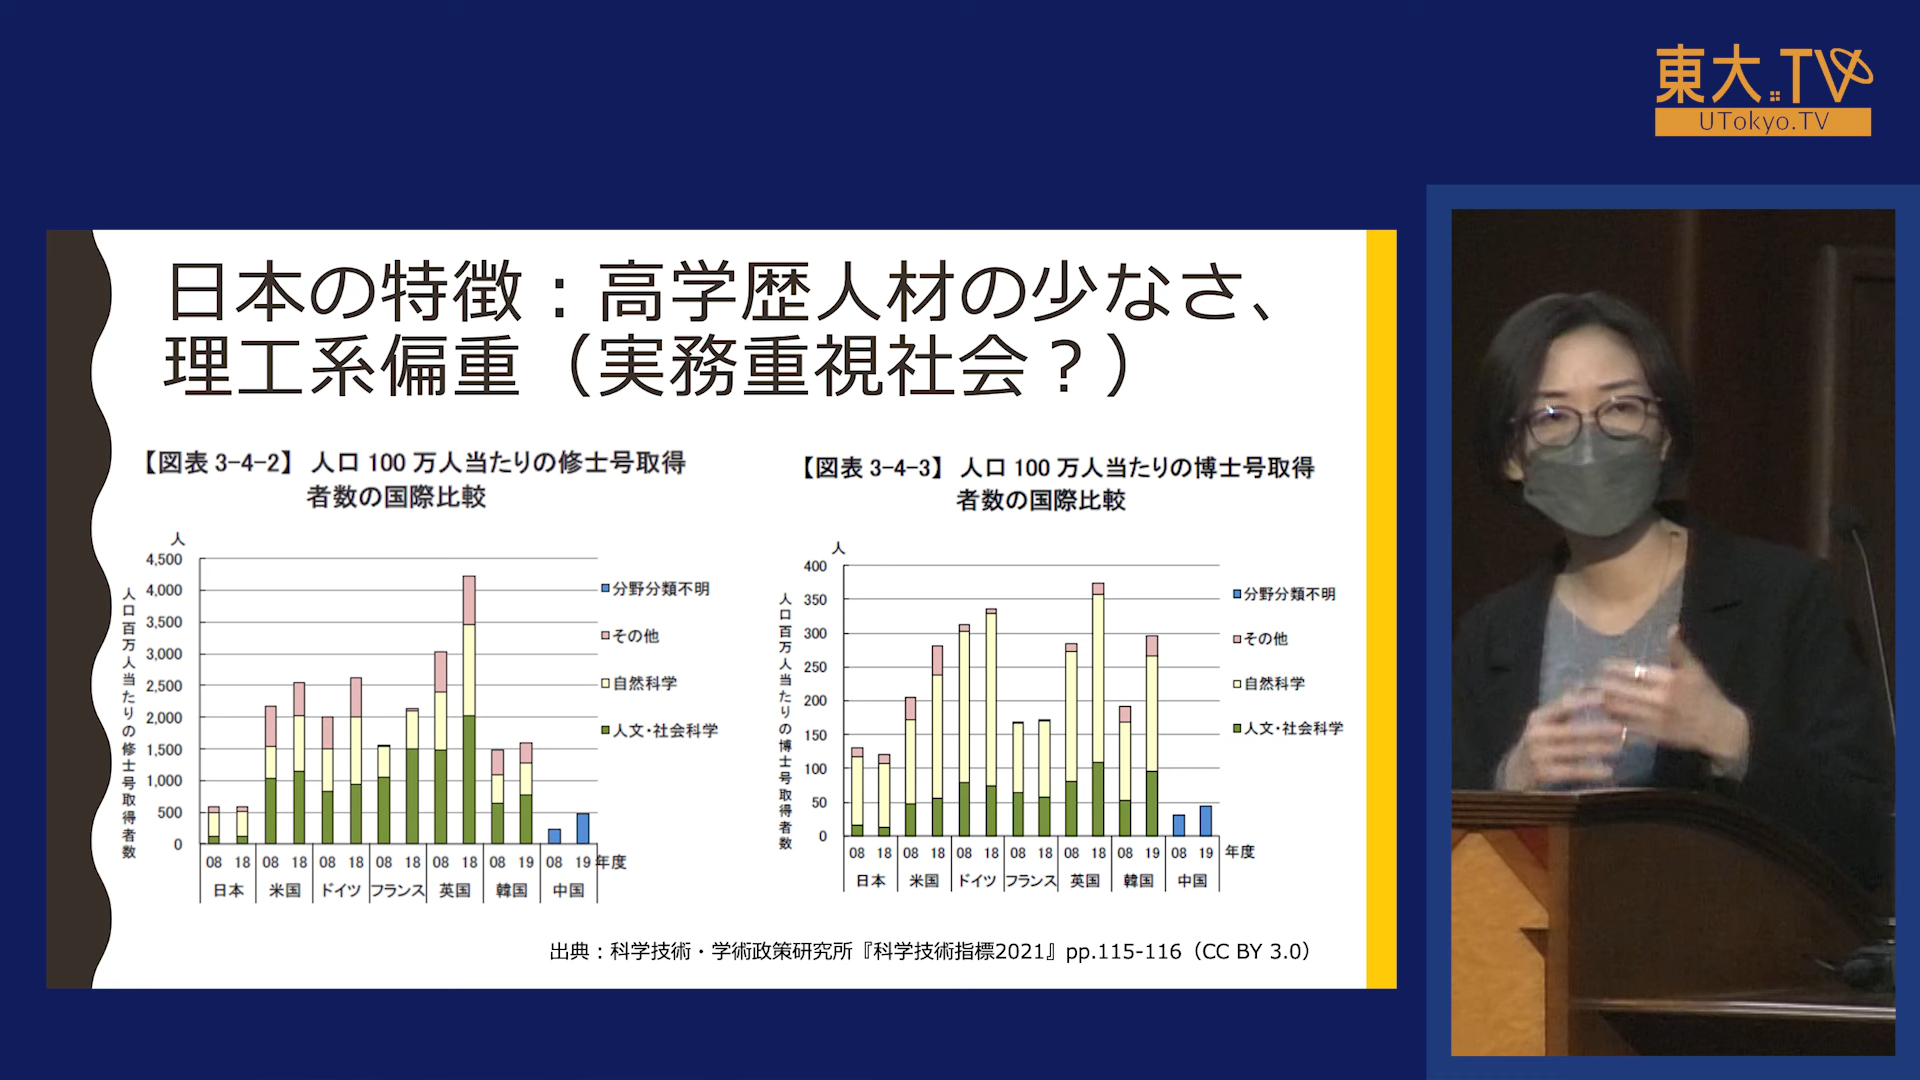 東大TV
UTokyo.TV
日本の特徴：高学歴人材の少なさ、
理工系偏重（実務重視社会？）
【図表 3-4-2】 人口 100 万人当たりの修士号取得
者数の国際比較
人
4,500
4,000
3,500
3,000
2,500
2,000
1,500
1,000
500
0
人口百万人当たりの修士号取得者数
分野分類不明
その他
自然科学
人文・社会科学
08 18 08 18 08 18 08 18 08 18 08 19 08 19 年度
日本 米国 ドイツ フランス 英国 韓国 中国
【図表 3-4-3】 人口 100 万人当たりの博士号取得
者数の国際比較
人
400
350
300
250
200
150
100
50
0
人口百万人当たりの博士号取得者数
分野分類不明
その他
自然科学
人文・社会科学
08 18 08 18 08 18 08 18 08 18 08 19 08 19 年度
日本 米国 ドイツ フランス 英国 韓国 中国
出典：科学技術・学術政策研究所『科学技術指標2021』pp.115-116（CC BY 3.0）